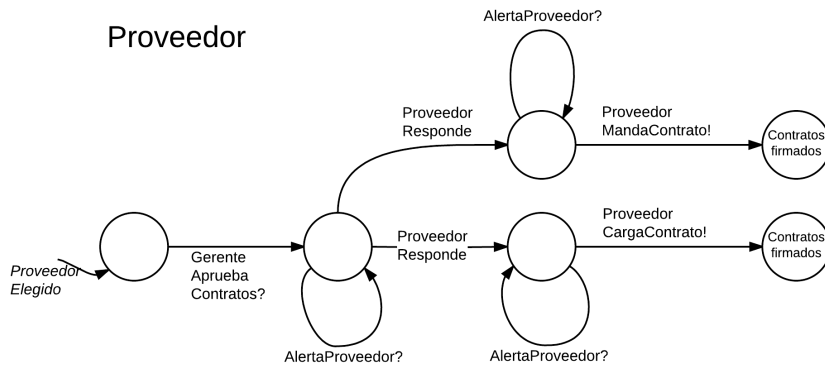 Proveedor
AlertaProveedor?
Proveedor
Responde
Proveedor
MandaContrato!
Contratos
firmados
Proveedor
Elegido
Gerente
Aprueba
Contratos?
Proveedor
Responde
Proveedor
CargaContrato!
Contratos
firmados
AlertaProveedor?
AlertaProveedor?